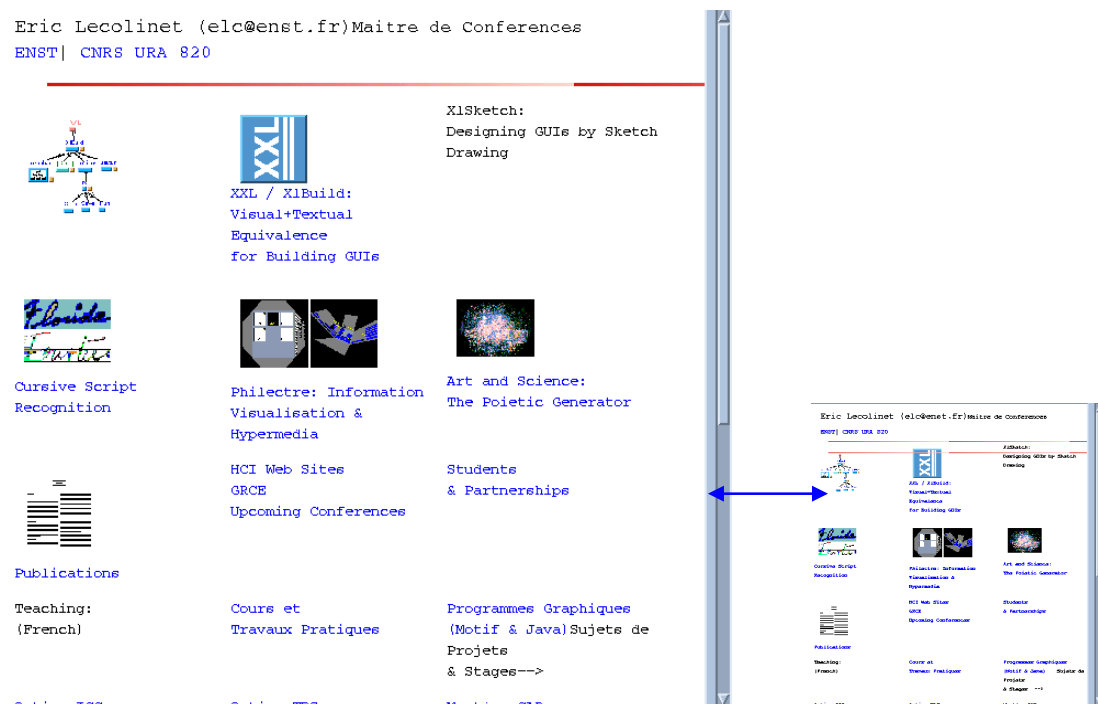 Eric Lecolinet (elc@enst.fr)Maitre de Conferences
ENST| CNRS URA 820
XlSketch:
Designing GUIs by Sketch
Drawing
XXL
XXL / XlBuild:
Visual+Textual
Equivalence
for Building GUIs
Cursive Script
Recognition
Philectre: Information
Visualisation &
Hypermedia
Art and Science:
The Poietic Generator
HCI Web Sites
GRCE
Upcoming Conferences
Students
& Partnerships
Publications
Teaching:
(French)
Cours et
Travaux Pratiques
Programmes Graphiques
(Motif & Java)Sujets de
Projets
& Stages-->
Eric Lecolinet (elc@enst.fr)Maitre de Conferences
ENST| CNRS URA 820
XlSketch:
Designing GUIs by Sketch
Drawing
XXL
XXL / XlBuild:
Visual+Textual
Equivalence
for Building GUIs
Cursive Script
Recognition
Philectre: Information
Visualisation &
Hypermedia
Art and Science:
The Poietic Generator
HCI Web Sites
GRCE
Upcoming Conferences
Students
& Partnerships
Publications
Teaching:
(French)
Cours et
Travaux Pratiques
Programmes Graphiques
(Motif & Java) Sujets de
Projets
& Stages -->